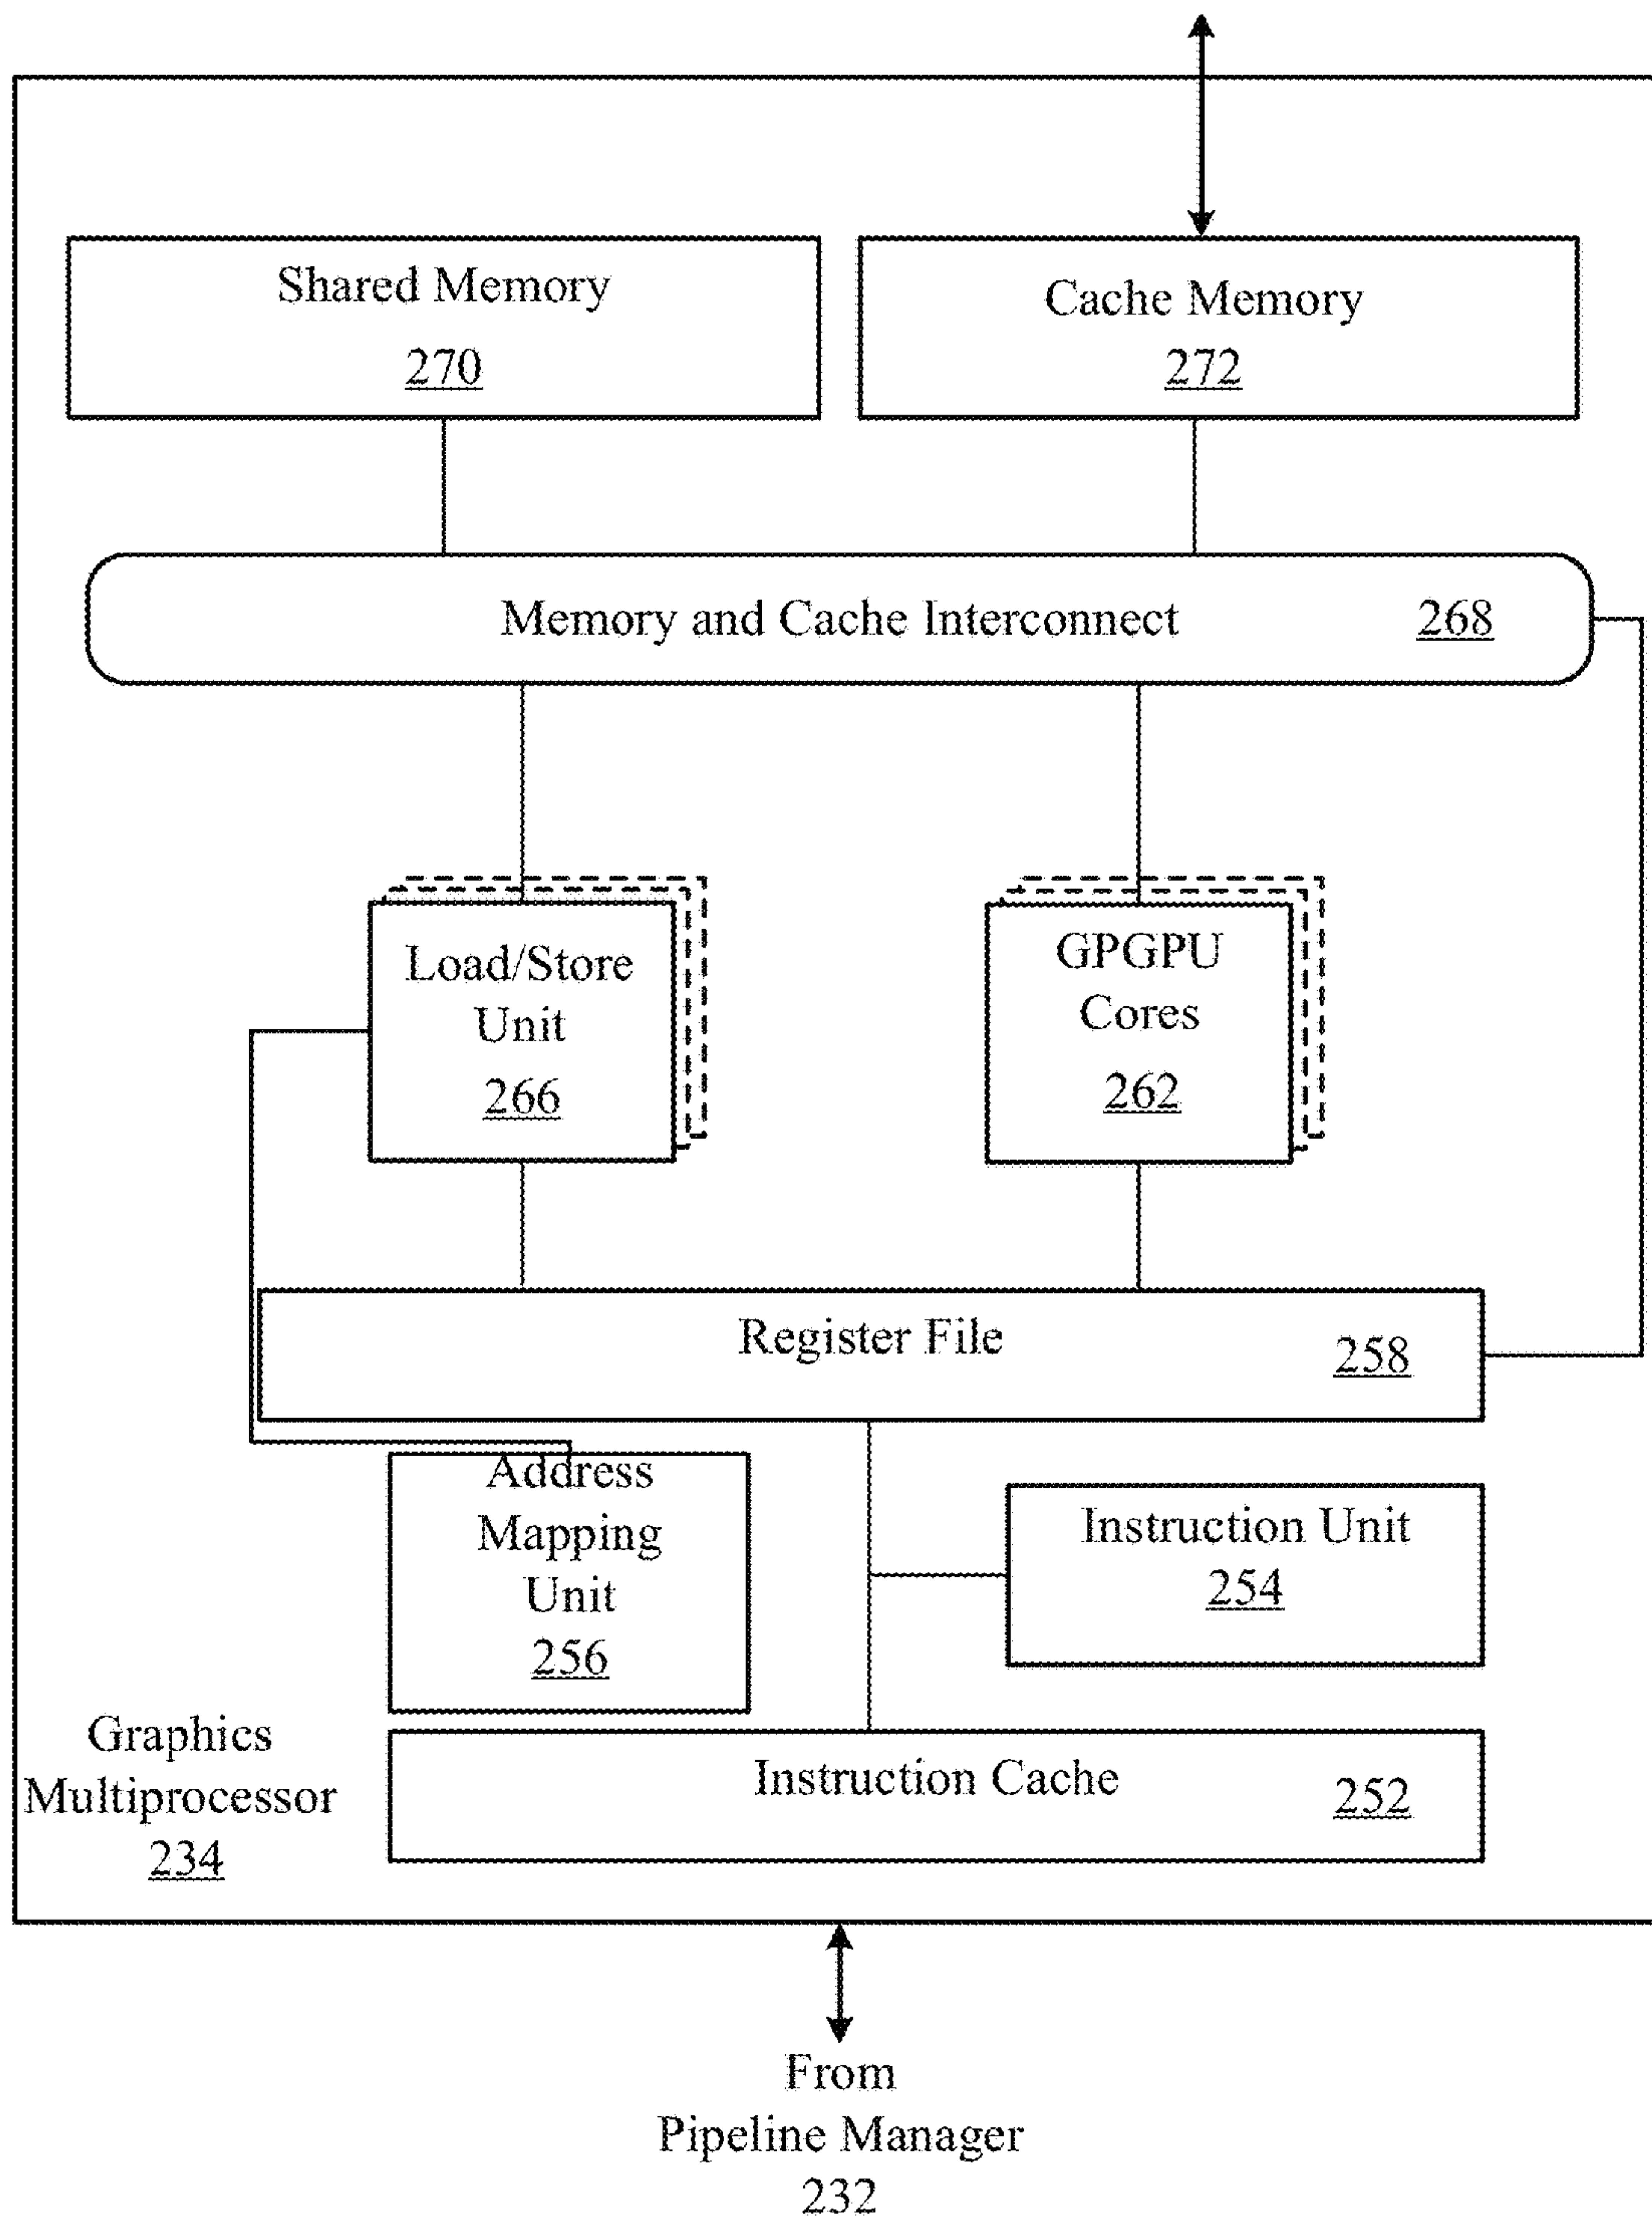 Shared Memory
270
Cache Memory
272
Memory and Cache Interconnect 268
Load/Store
Unit
266
GPGPU
Cores
262
Register File 258
Address
Mapping
Unit
256
Instruction Unit
254
Graphics
Multiprocessor
234
Instruction Cache 252
From
Pipeline Manager
232